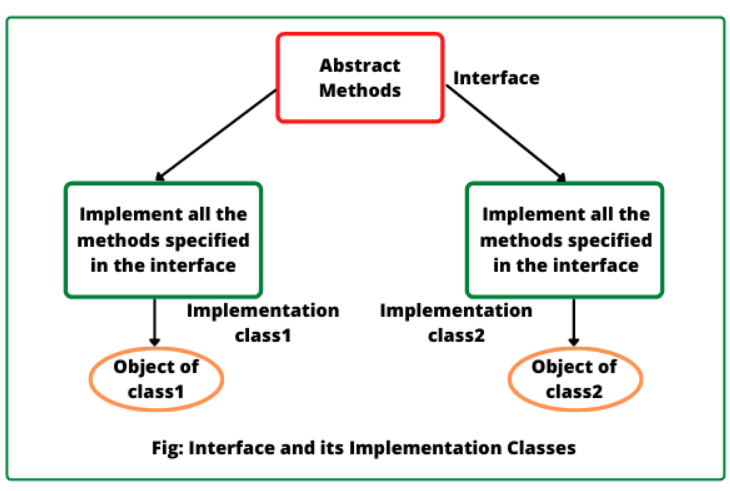 Abstract
Methods
Interface
Implement all the
methods specified
in the interface
Implement all the
methods specified
in the interface
Implementation
class1
Implementation
class2
Object of
class1
Object of
class2
Fig: Interface and its Implementation Classes